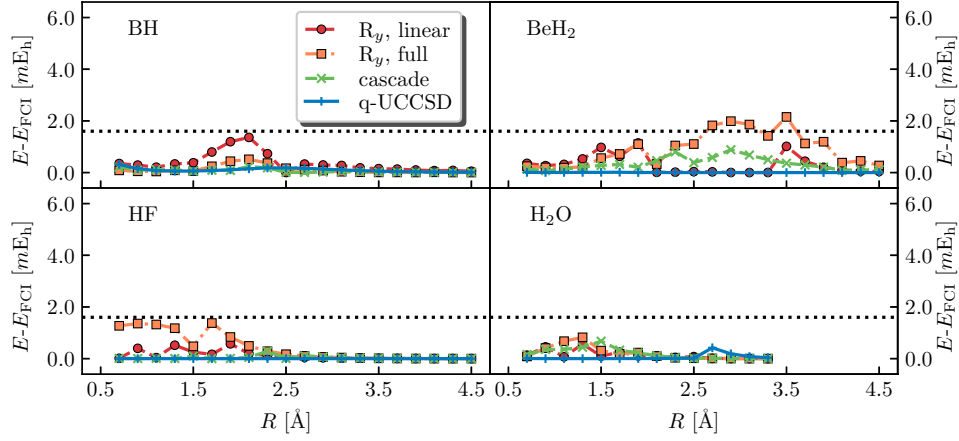 BH
BeH₂
R_y, linear
R_y, full
cascade
q-UCCSD
E-E_FCI [mE_h]
6.0
4.0
2.0
0.0
6.0
4.0
2.0
0.0
E-E_FCI [mE_h]
HF
H₂O
E-E_FCI [mE_h]
6.0
4.0
2.0
0.0
6.0
4.0
2.0
0.0
E-E_FCI [mE_h]
0.5 1.5 2.5 3.5 4.5
0.5 1.5 2.5 3.5 4.5
R [Å]
R [Å]